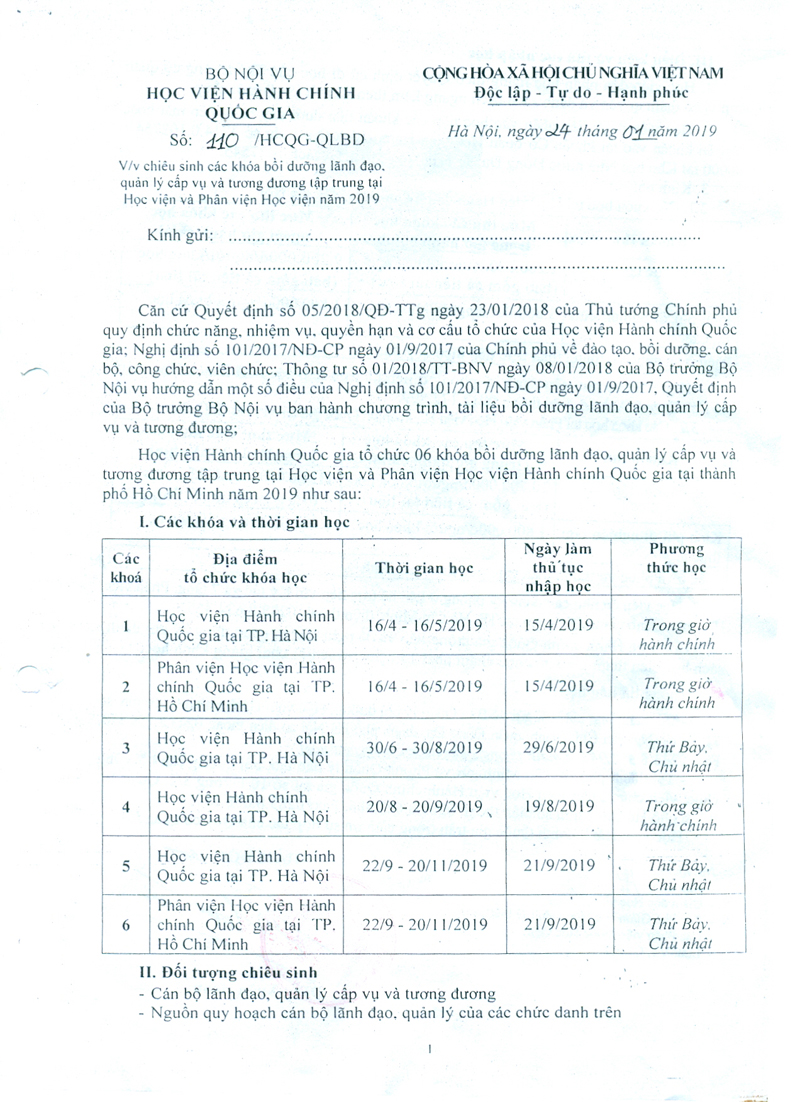 BỘ NỘI VỤ
HỌC VIỆN HÀNH CHÍNH
QUỐC GIA
Số: 110 /HCQG-QLBD
V/v chiêu sinh các khóa bồi dưỡng lãnh đạo,
quản lý cấp vụ và tương đương tập trung tại
Học viện và Phân viện Học viện năm 2019
CỘNG HÒA XÃ HỘI CHỦ NGHĨA VIỆT NAM
Độc lập - Tự do - Hạnh phúc
Hà Nội, ngày 24 tháng 01 năm 2019
Kính gửi: ........................................................................
........................................................................
Căn cứ Quyết định số 05/2018/QĐ-TTg ngày 23/01/2018 của Thủ tướng Chính phủ
quy định chức năng, nhiệm vụ, quyền hạn và cơ cấu tổ chức của Học viện Hành chính Quốc
gia; Nghị định số 101/2017/NĐ-CP ngày 01/9/2017 của Chính phủ về đào tạo, bồi dưỡng, cán
bộ, công chức, viên chức; Thông tư số 01/2018/TT-BNV ngày 08/01/2018 của Bộ trưởng Bộ
Nội vụ hướng dẫn một số điều của Nghị định số 101/2017/NĐ-CP ngày 01/9/2017, Quyết định
của Bộ trưởng Bộ Nội vụ ban hành chương trình, tài liệu bồi dưỡng lãnh đạo, quản lý cấp
vụ và tương đương;
Học viện Hành chính Quốc gia tổ chức 06 khóa bồi dưỡng lãnh đạo, quản lý cấp vụ và
tương đương tập trung tại Học viện và Phân viện Học viện Hành chính Quốc gia tại thành
phố Hồ Chí Minh năm 2019 như sau:
I. Các khóa và thời gian học
Các khoá | Địa điểm tổ chức khóa học | Thời gian học | Ngày làm thủ tục nhập học | Phương thức học
1 | Học viện Hành chính Quốc gia tại TP. Hà Nội | 16/4 - 16/5/2019 | 15/4/2019 | Trong giờ hành chính
2 | Phân viện Học viện Hành chính Quốc gia tại TP. Hồ Chí Minh | 16/4 - 16/5/2019 | 15/4/2019 | Trong giờ hành chính
3 | Học viện Hành chính Quốc gia tại TP. Hà Nội | 30/6 - 30/8/2019 | 29/6/2019 | Thứ Bảy, Chủ nhật
4 | Học viện Hành chính Quốc gia tại TP. Hà Nội | 20/8 - 20/9/2019 | 19/8/2019 | Trong giờ hành chính
5 | Học viện Hành chính Quốc gia tại TP. Hà Nội | 22/9 - 20/11/2019 | 21/9/2019 | Thứ Bảy, Chủ nhật
6 | Phân viện Học viện Hành chính Quốc gia tại TP. Hồ Chí Minh | 22/9 - 20/11/2019 | 21/9/2019 | Thứ Bảy, Chủ nhật
II. Đối tượng chiêu sinh
- Cán bộ lãnh đạo, quản lý cấp vụ và tương đương
- Nguồn quy hoạch cán bộ lãnh đạo, quản lý của các chức danh trên
1